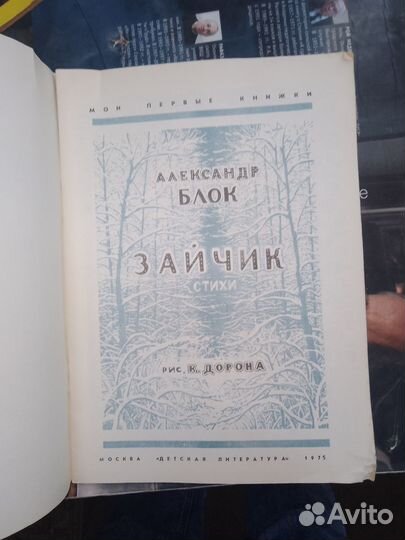 МОИ ПЕРВЫЕ КНИЖКИ
АЛЕКСАНДР
БЛОК
ЗАЙЧИК
СТИХИ
РИС. К. ДОРОНА
МОСКВА «ДЕТСКАЯ ЛИТЕРАТУРА» 1975
Avito